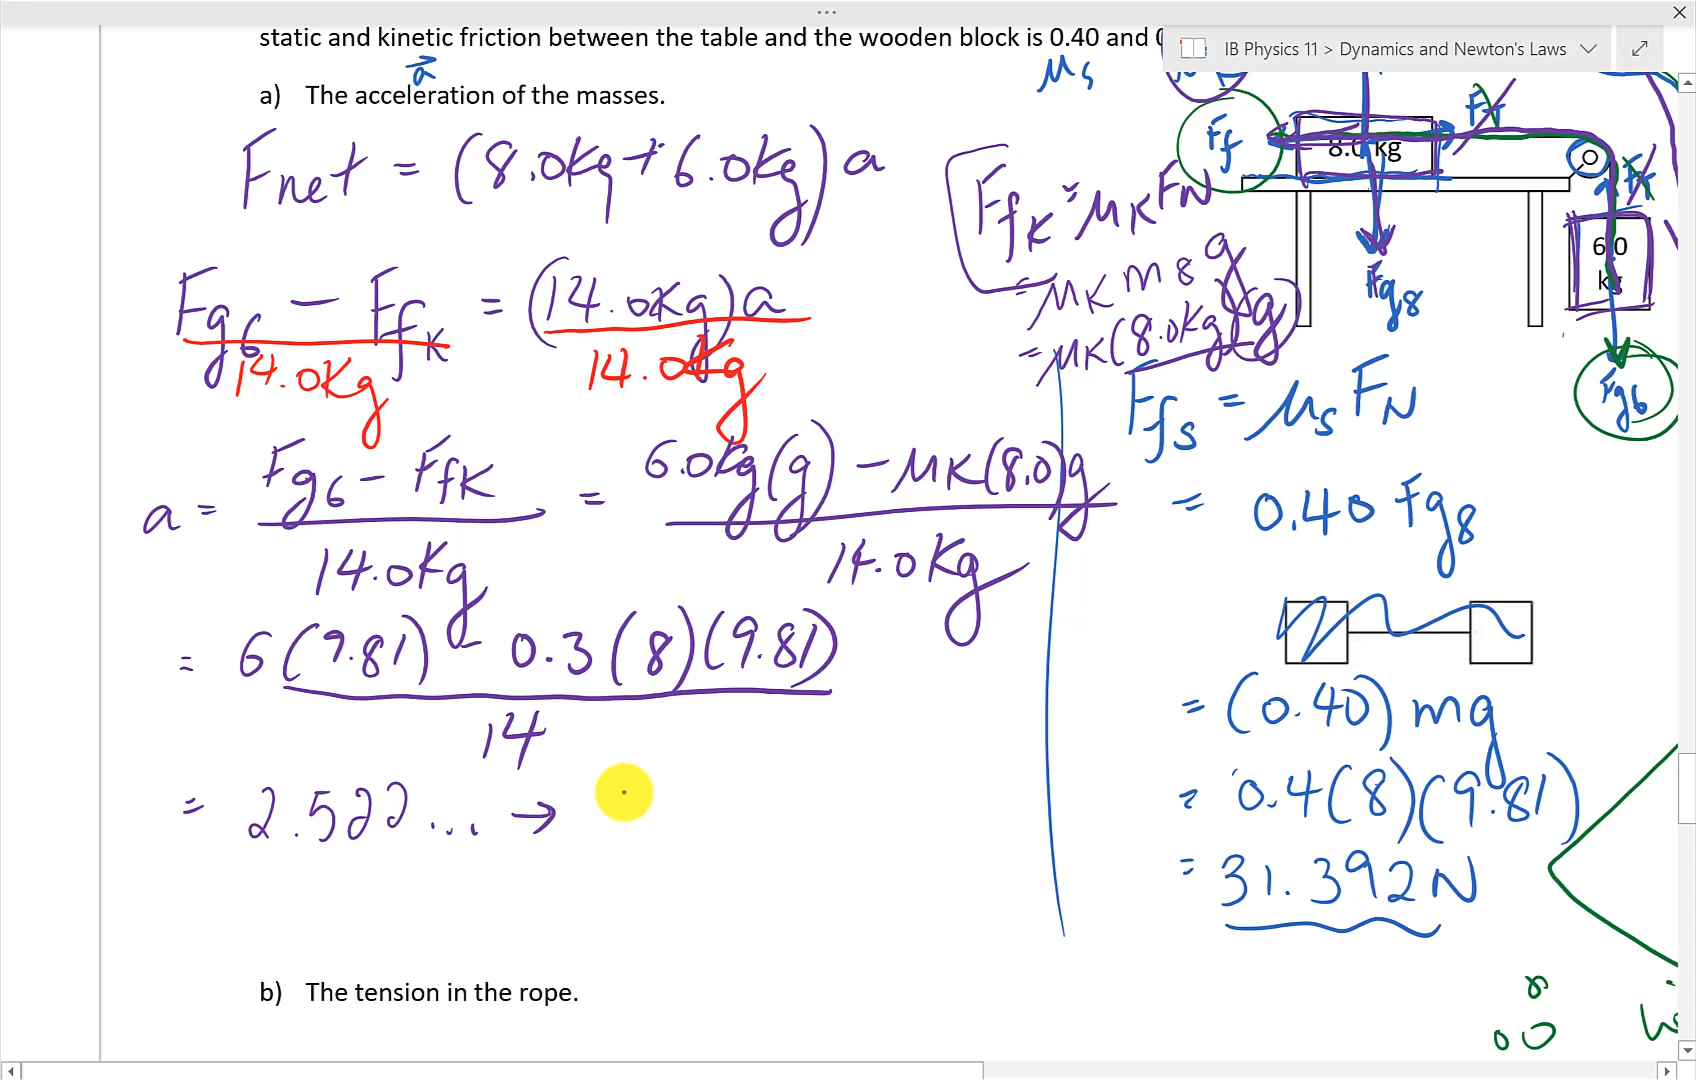 static and kinetic friction between the table and the wooden block is 0.40 and
IB Physics 11 > Dynamics and Newton's Laws
a
a) The acceleration of the masses.
μs
Fnet = (8.0kg + 6.0kg) a
Ff
8.0 kg
FT
FT
6.0
kg
Fg8
Fg6
FfK = μK FN
= μK m8 g
= μK (8.0kg)(g)
Fg6 − FfK = (14.0kg) a
14.0kg 14.0kg
Ffs = μs FN
a = Fg6 − FfK = 6.0kg(g) − μK(8.0)g
14.0kg 14.0kg
= 0.40 Fg8
= 6(9.81) − 0.3(8)(9.81)
14
= (0.40) mg
= 2.522... →
= 0.4(8)(9.81)
= 31.392 N
b) The tension in the rope.